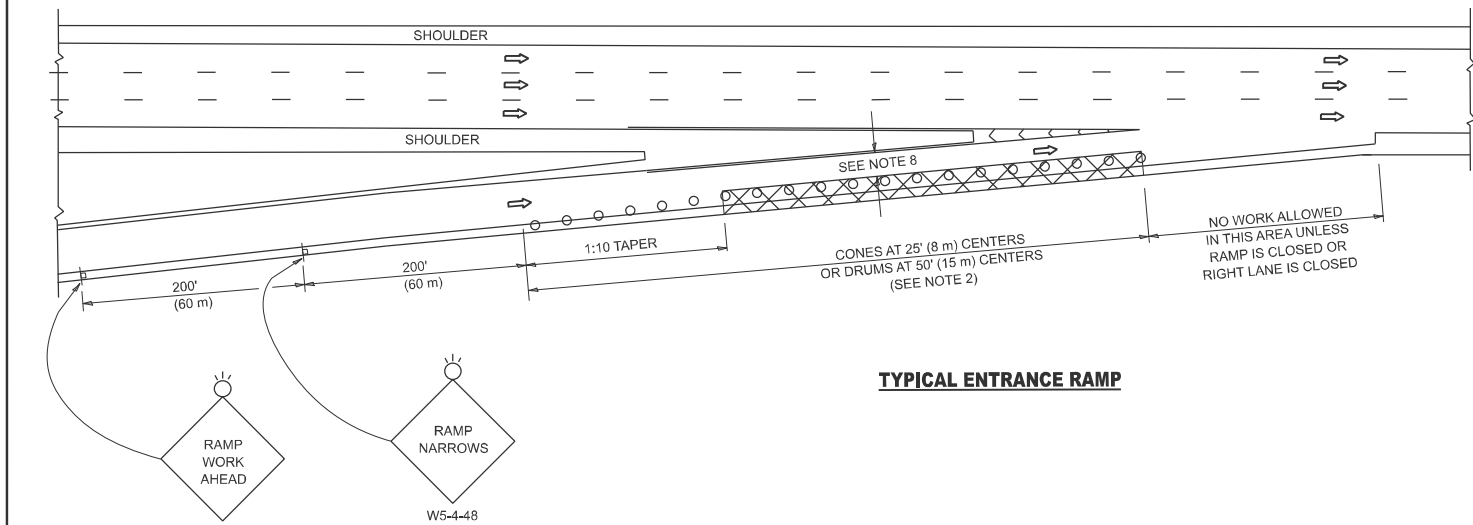 SHOULDER
SHOULDER
SEE NOTE 8
1:10 TAPER
200'
(60 m)
200'
(60 m)
CONES AT 25' (8 m) CENTERS
OR DRUMS AT 50' (15 m) CENTERS
(SEE NOTE 2)
NO WORK ALLOWED
IN THIS AREA UNLESS
RAMP IS CLOSED OR
RIGHT LANE IS CLOSED
TYPICAL ENTRANCE RAMP
RAMP
WORK
AHEAD
RAMP
NARROWS
W5-4-48